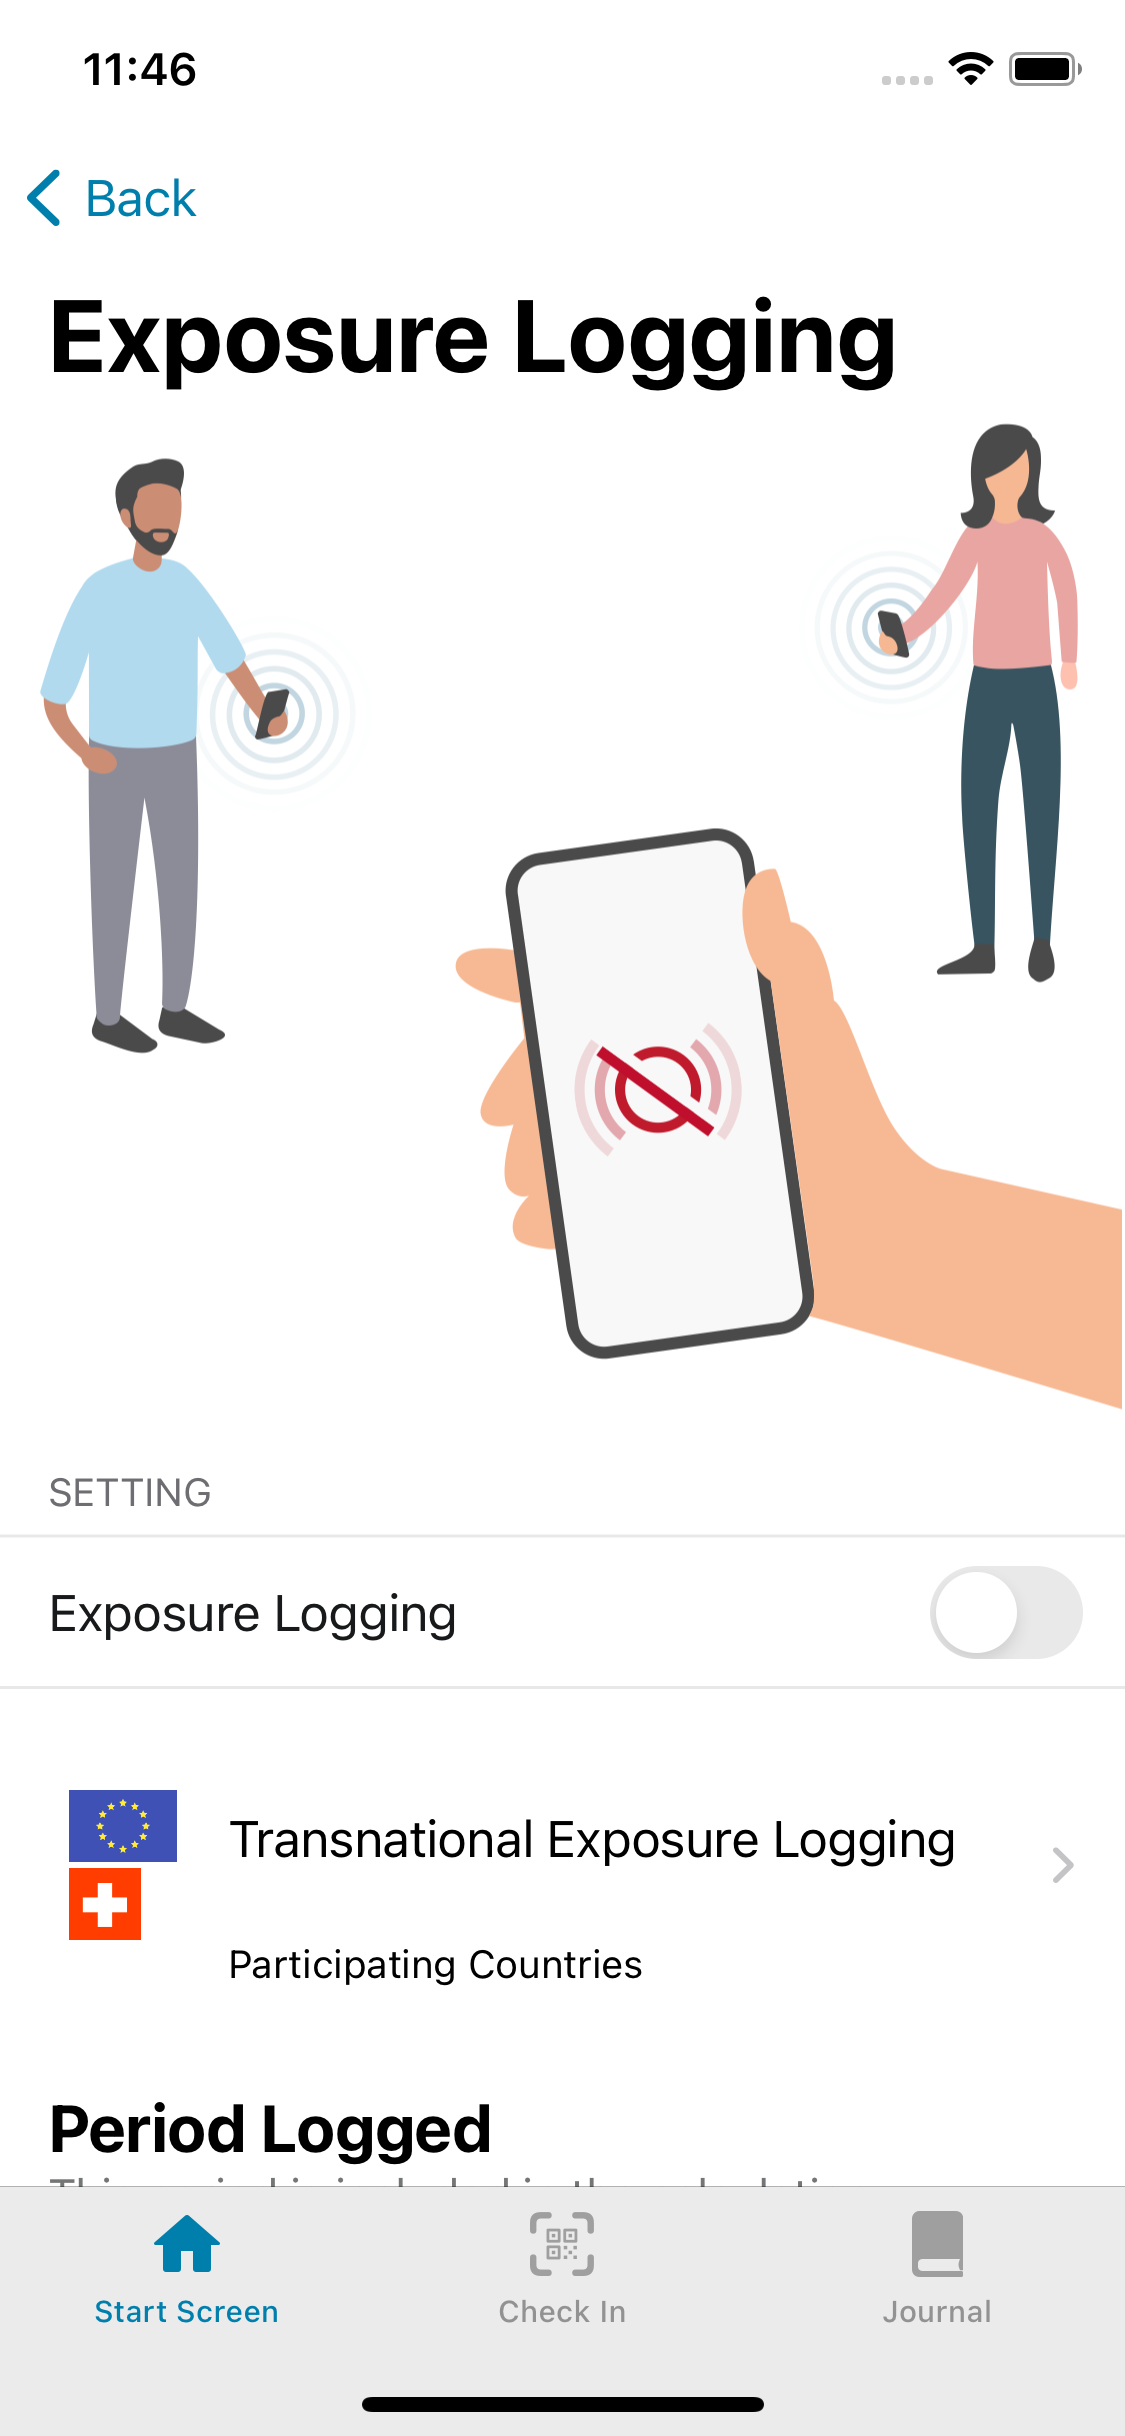 11:46
Back
Exposure Logging
SETTING
Exposure Logging
Transnational Exposure Logging
Participating Countries
Period Logged
Start Screen
Check In
Journal